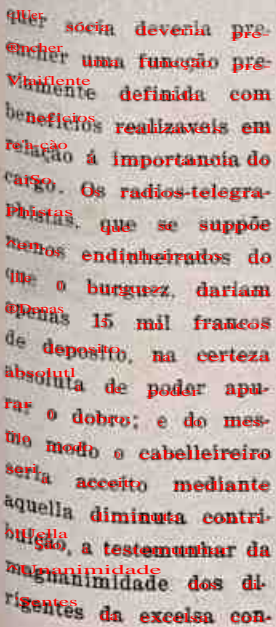 quer socia deveria pre-
encher uma funcção pre-
viamente definida com
beneficios realizaveis em
relação á importancia do
cargo. Os radios-telegra-
phistas, que se suppõe
menos endinheirados do
que o burguez, dariam
apenas 15 mil francos
de deposito, na certeza
absoluta de poder apu-
rar o dobro; e do mes-
mo modo o cabelleireiro
seria acceito mediante
aquella diminuta contri-
buição, a testemunhar da
magnanimidade dos di-
rigentes da excelsa con-